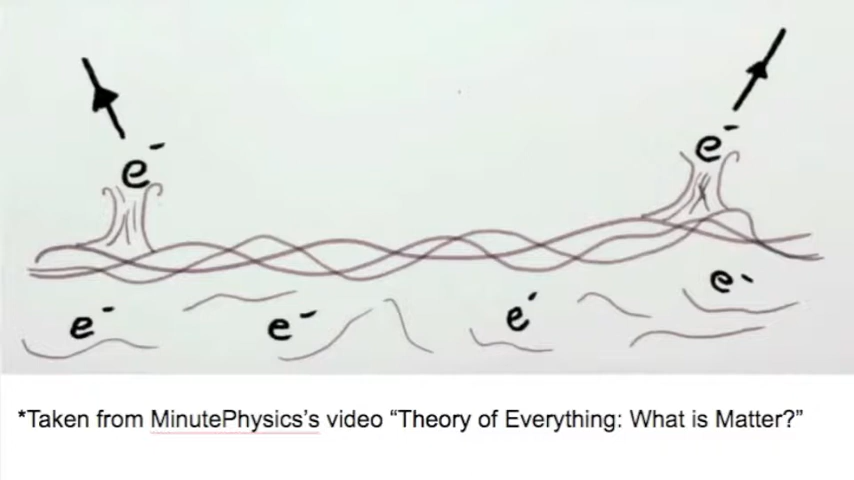 e⁻ e⁻
e⁻ e⁻ e⁻ e⁻
*Taken from MinutePhysics's video “Theory of Everything: What is Matter?”